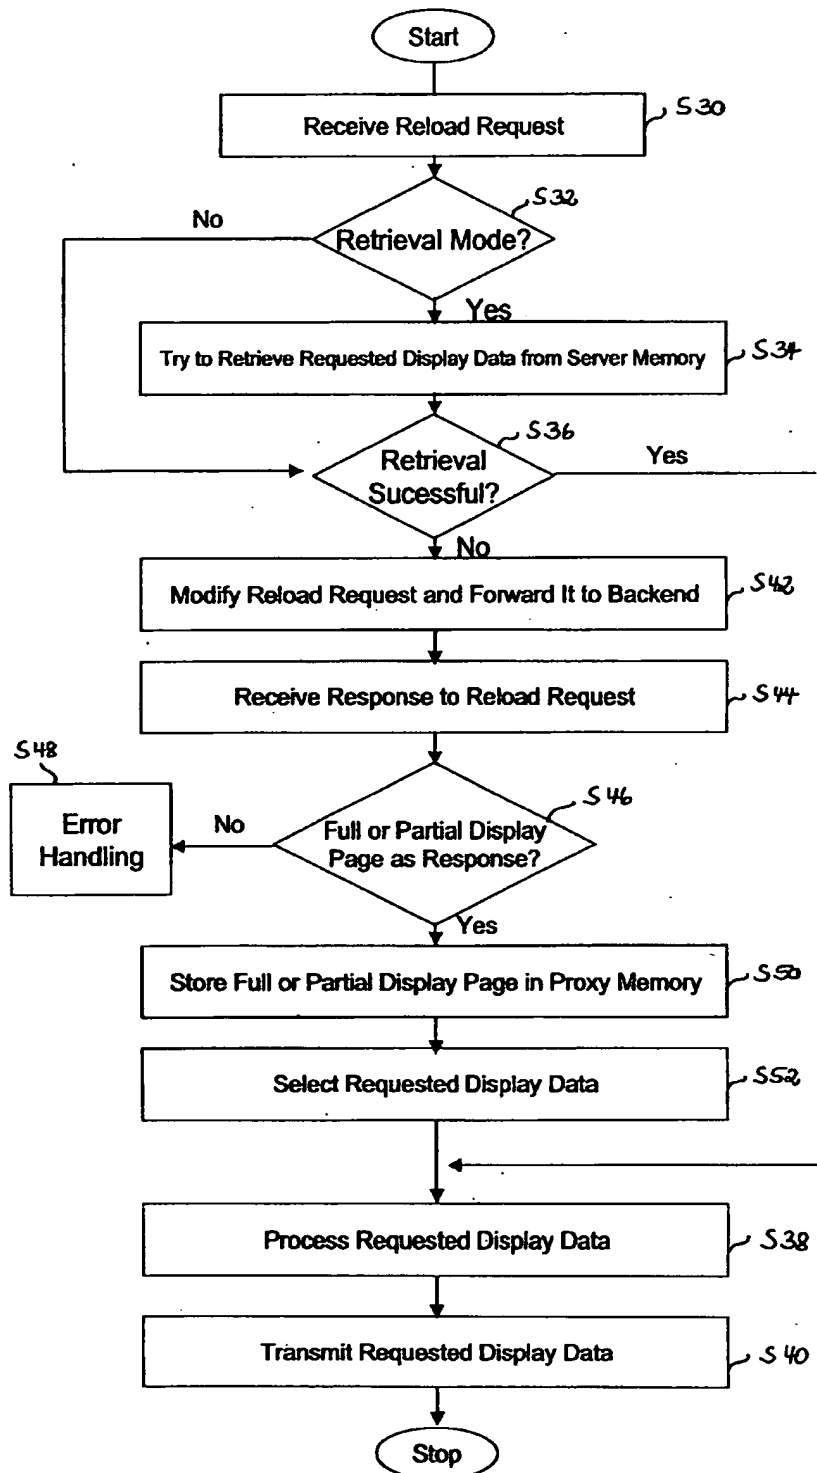 Start
Receive Reload Request
S30
S32
No
Retrieval Mode?
Yes
Try to Retrieve Requested Display Data from Server Memory
S34
S36
Retrieval
Sucessful?
Yes
No
Modify Reload Request and Forward It to Backend
S42
Receive Response to Reload Request
S44
S48
S46
Error
Handling
No
Full or Partial Display
Page as Response?
Yes
Store Full or Partial Display Page in Proxy Memory
S50
Select Requested Display Data
S52
Process Requested Display Data
S38
Transmit Requested Display Data
S40
Stop